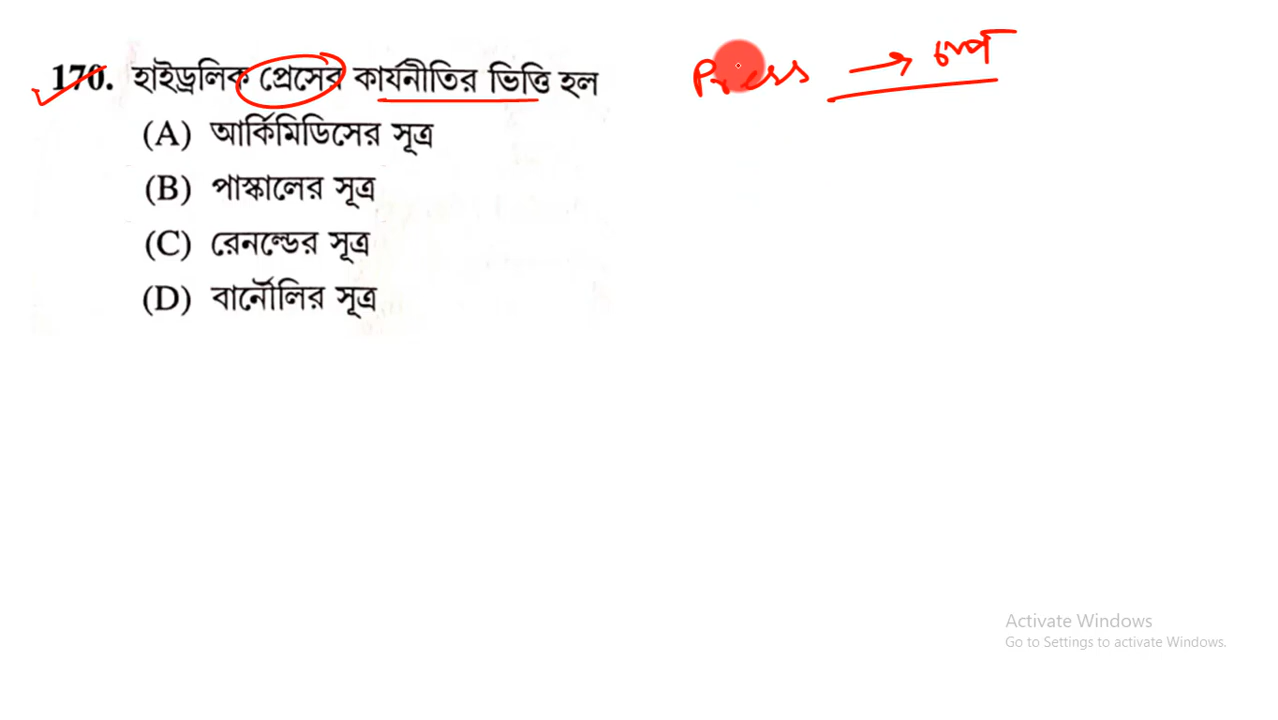 170. হাইড্রলিক প্রেসের কার্যনীতির ভিত্তি হল
(A) আর্কিমিডিসের সূত্র
(B) পাস্কালের সূত্র
(C) রেনল্ডের সূত্র
(D) বার্নৌলির সূত্র
Press →
Activate Windows
Go to Settings to activate Windows.